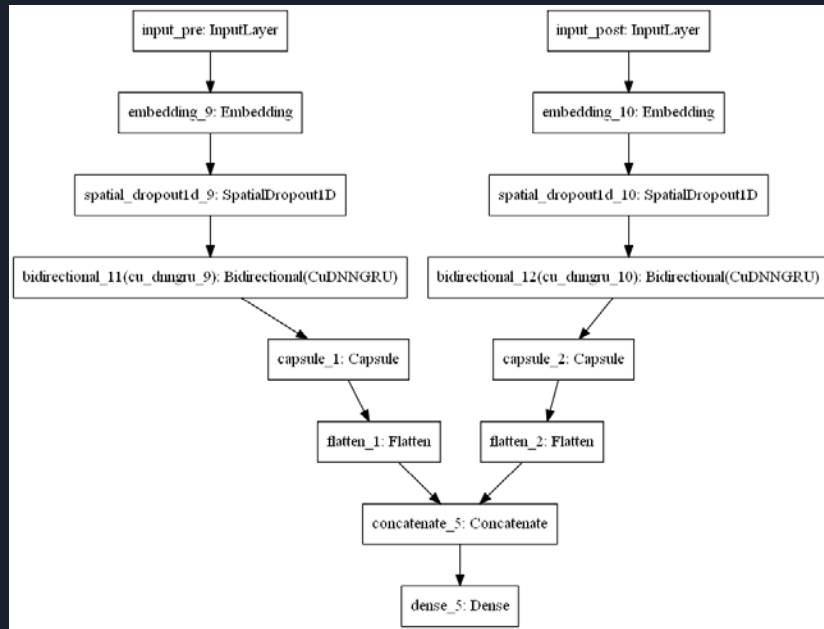 input_pre: InputLayer
input_post: InputLayer
embedding_9: Embedding
embedding_10: Embedding
spatial_dropout1d_9: SpatialDropout1D
spatial_dropout1d_10: SpatialDropout1D
bidirectional_11(cu_dnngru_9): Bidirectional(CuDNNGRU)
bidirectional_12(cu_dnngru_10): Bidirectional(CuDNNGRU)
capsule_1: Capsule
capsule_2: Capsule
flatten_1: Flatten
flatten_2: Flatten
concatenate_5: Concatenate
dense_5: Dense